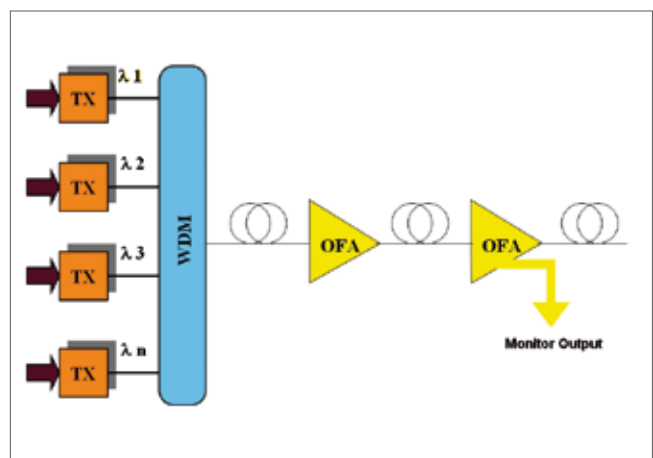 λ 1
TX
λ 2
TX
λ 3
TX
λ n
TX
WDM
OFA
OFA
Monitor Output